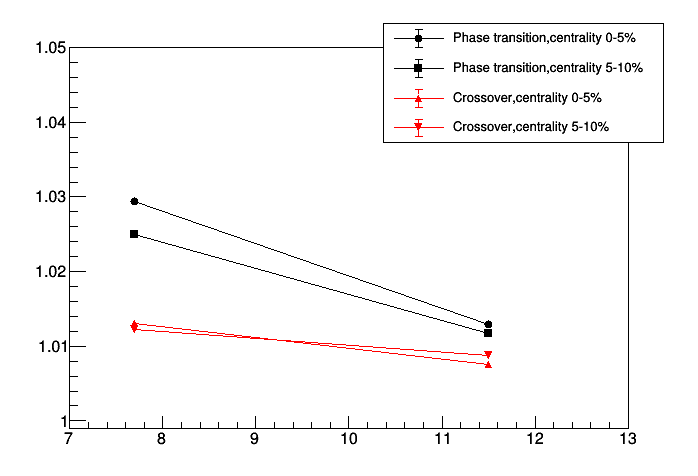 Phase transition,centrality 0-5%
Phase transition,centrality 5-10%
Crossover,centrality 0-5%
Crossover,centrality 5-10%
1.05
1.04
1.03
1.02
1.01
1
7 8 9 10 11 12 13